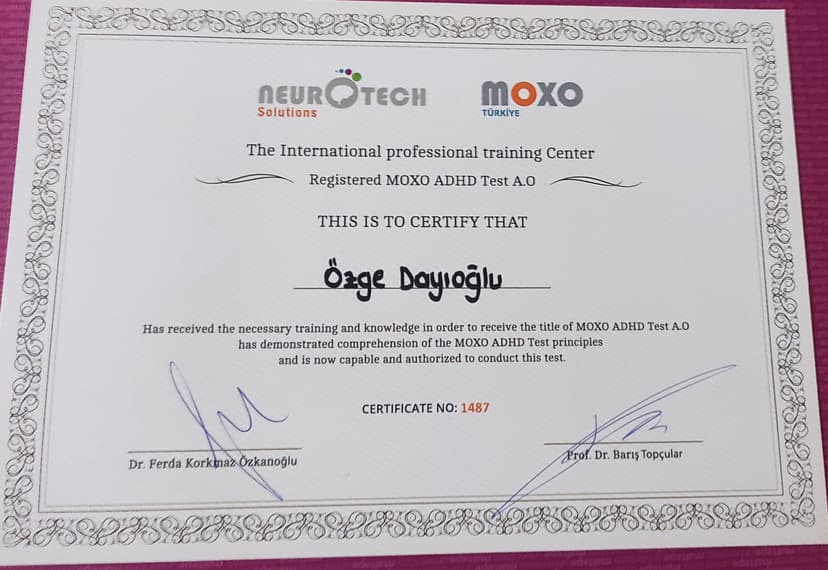 NEUROTECH
Solutions
MOXO
TÜRKİYE
The International professional training Center
Registered MOXO ADHD Test A.O
THIS IS TO CERTIFY THAT
Özge Dayıoğlu
Has received the necessary training and knowledge in order to receive the title of MOXO ADHD Test A.O
has demonstrated comprehension of the MOXO ADHD Test principles
and is now capable and authorized to conduct this test.
CERTIFICATE NO: 1487
Dr. Ferda Korkmaz Özkanoğlu
Prof. Dr. Barış Topçular